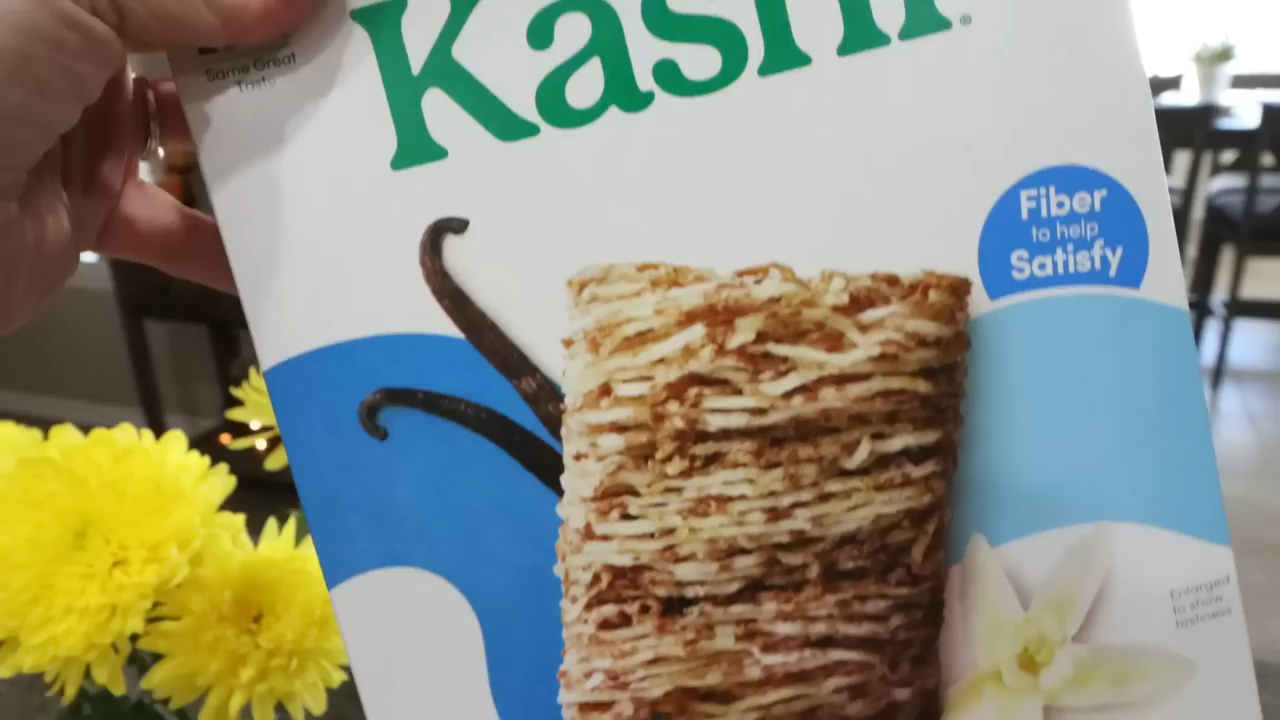 Same Great
Taste
Kashi®
Fiber
to help
Satisfy
Enlarged
to show
tastiness